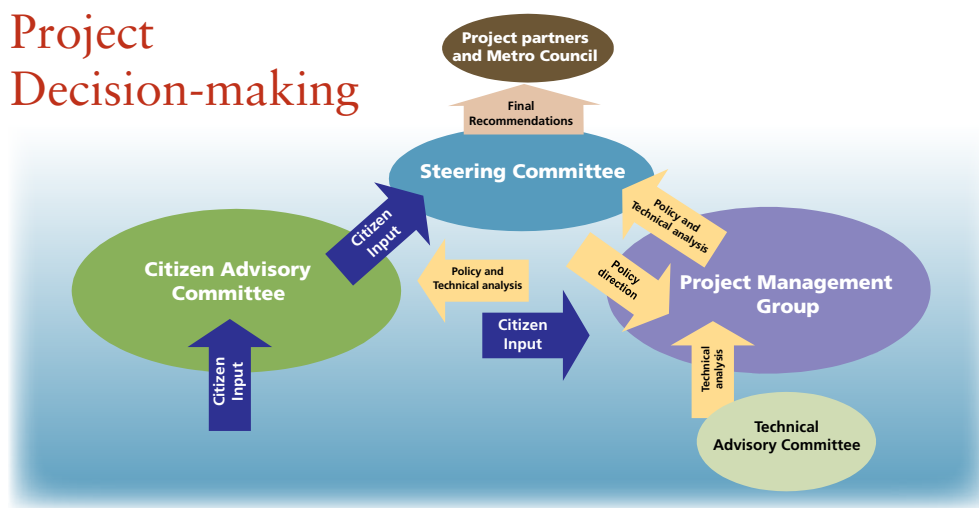 Project
Decision-making
Project partners
and Metro Council
Final
Recommendations
Steering Committee
Citizen
Input
Policy and
Technical analysis
Citizen Advisory
Committee
Policy and
Technical analysis
Policy
direction
Project Management
Group
Citizen
Input
Citizen
Input
Technical
analysis
Technical
Advisory Committee